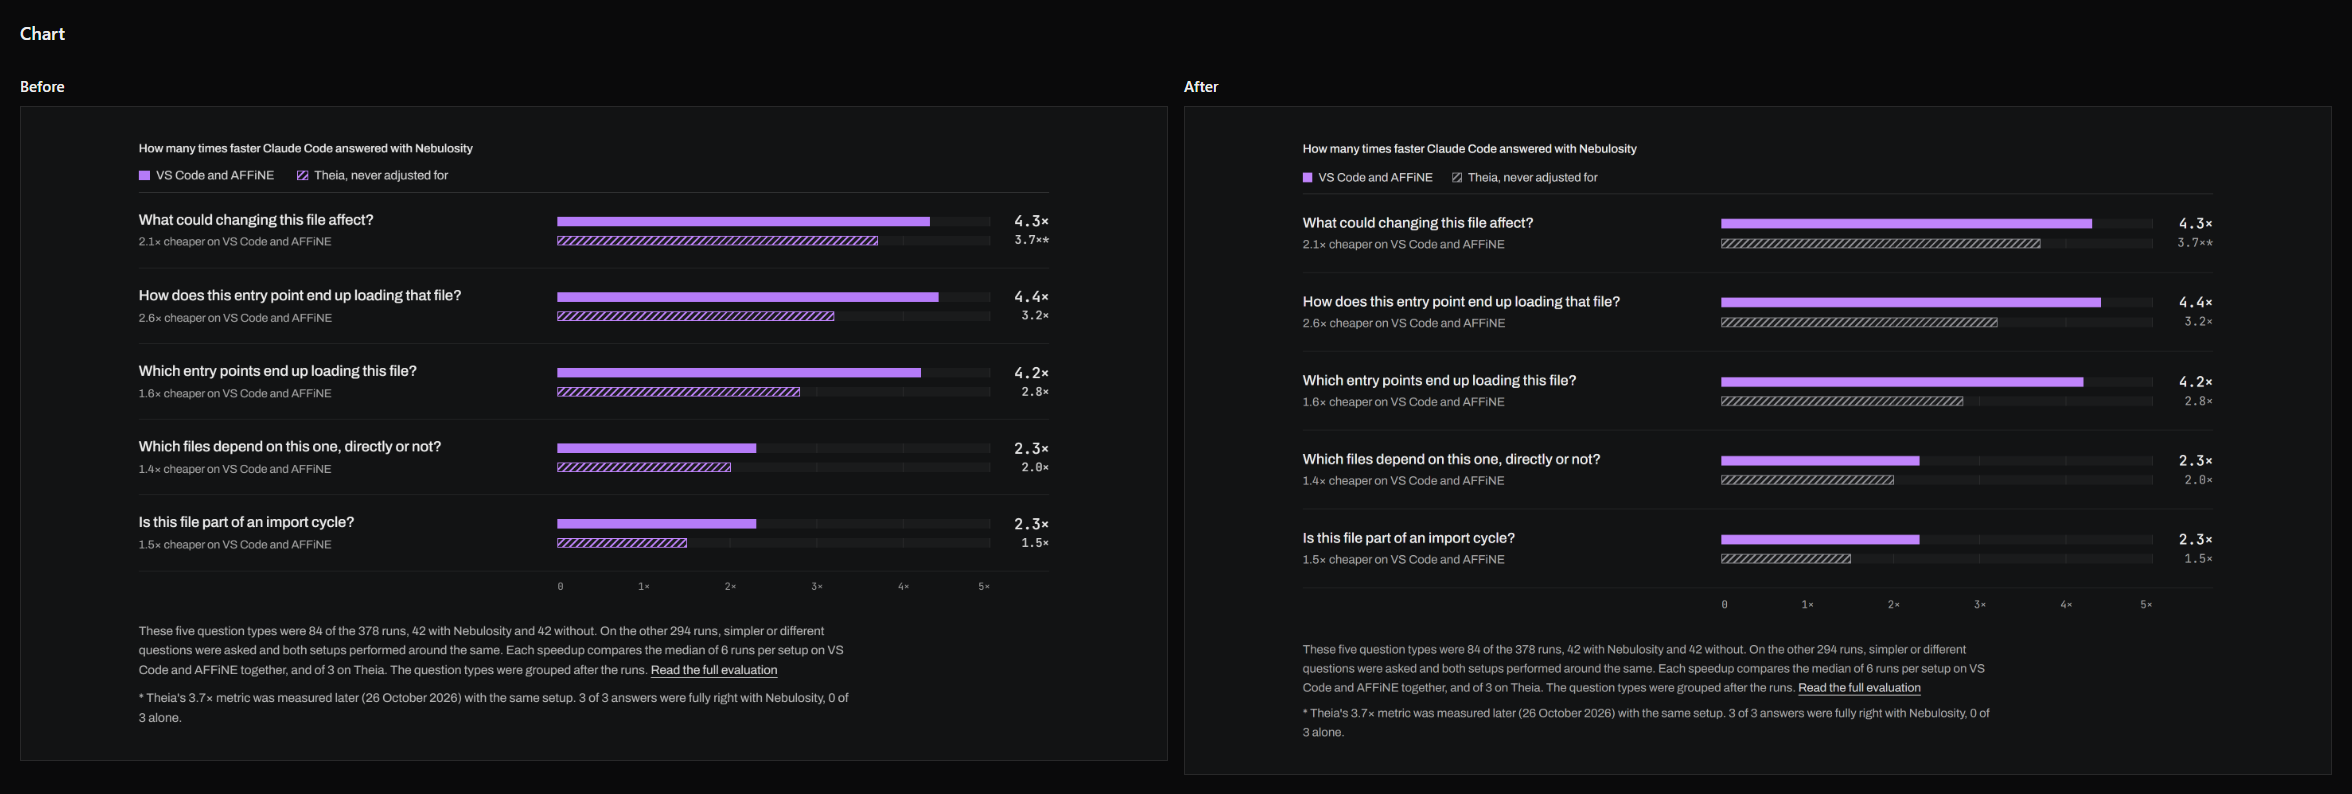 Chart
Before
How many times faster Claude Code answered with Nebulosity
VS Code and AFFiNE
Theia, never adjusted for
What could changing this file affect?
2.1× cheaper on VS Code and AFFiNE
4.3×
3.7×*
How does this entry point end up loading that file?
2.6× cheaper on VS Code and AFFiNE
4.4×
3.2×
Which entry points end up loading this file?
1.6× cheaper on VS Code and AFFiNE
4.2×
2.8×
Which files depend on this one, directly or not?
1.4× cheaper on VS Code and AFFiNE
2.3×
2.0×
Is this file part of an import cycle?
1.5× cheaper on VS Code and AFFiNE
2.3×
1.5×
0 1× 2× 3× 4× 5×
These five question types were 84 of the 378 runs, 42 with Nebulosity and 42 without. On the other 294 runs, simpler or different
questions were asked and both setups performed around the same. Each speedup compares the median of 6 runs per setup on VS
Code and AFFiNE together, and of 3 on Theia. The question types were grouped after the runs. Read the full evaluation
* Theia's 3.7× metric was measured later (26 October 2026) with the same setup. 3 of 3 answers were fully right with Nebulosity, 0 of
3 alone.
After
How many times faster Claude Code answered with Nebulosity
VS Code and AFFiNE
Theia, never adjusted for
What could changing this file affect?
2.1× cheaper on VS Code and AFFiNE
4.3×
3.7×*
How does this entry point end up loading that file?
2.6× cheaper on VS Code and AFFiNE
4.4×
3.2×
Which entry points end up loading this file?
1.6× cheaper on VS Code and AFFiNE
4.2×
2.8×
Which files depend on this one, directly or not?
1.4× cheaper on VS Code and AFFiNE
2.3×
2.0×
Is this file part of an import cycle?
1.5× cheaper on VS Code and AFFiNE
2.3×
1.5×
0 1× 2× 3× 4× 5×
These five question types were 84 of the 378 runs, 42 with Nebulosity and 42 without. On the other 294 runs, simpler or different
questions were asked and both setups performed around the same. Each speedup compares the median of 6 runs per setup on VS
Code and AFFiNE together, and of 3 on Theia. The question types were grouped after the runs. Read the full evaluation
* Theia's 3.7× metric was measured later (26 October 2026) with the same setup. 3 of 3 answers were fully right with Nebulosity, 0 of
3 alone.